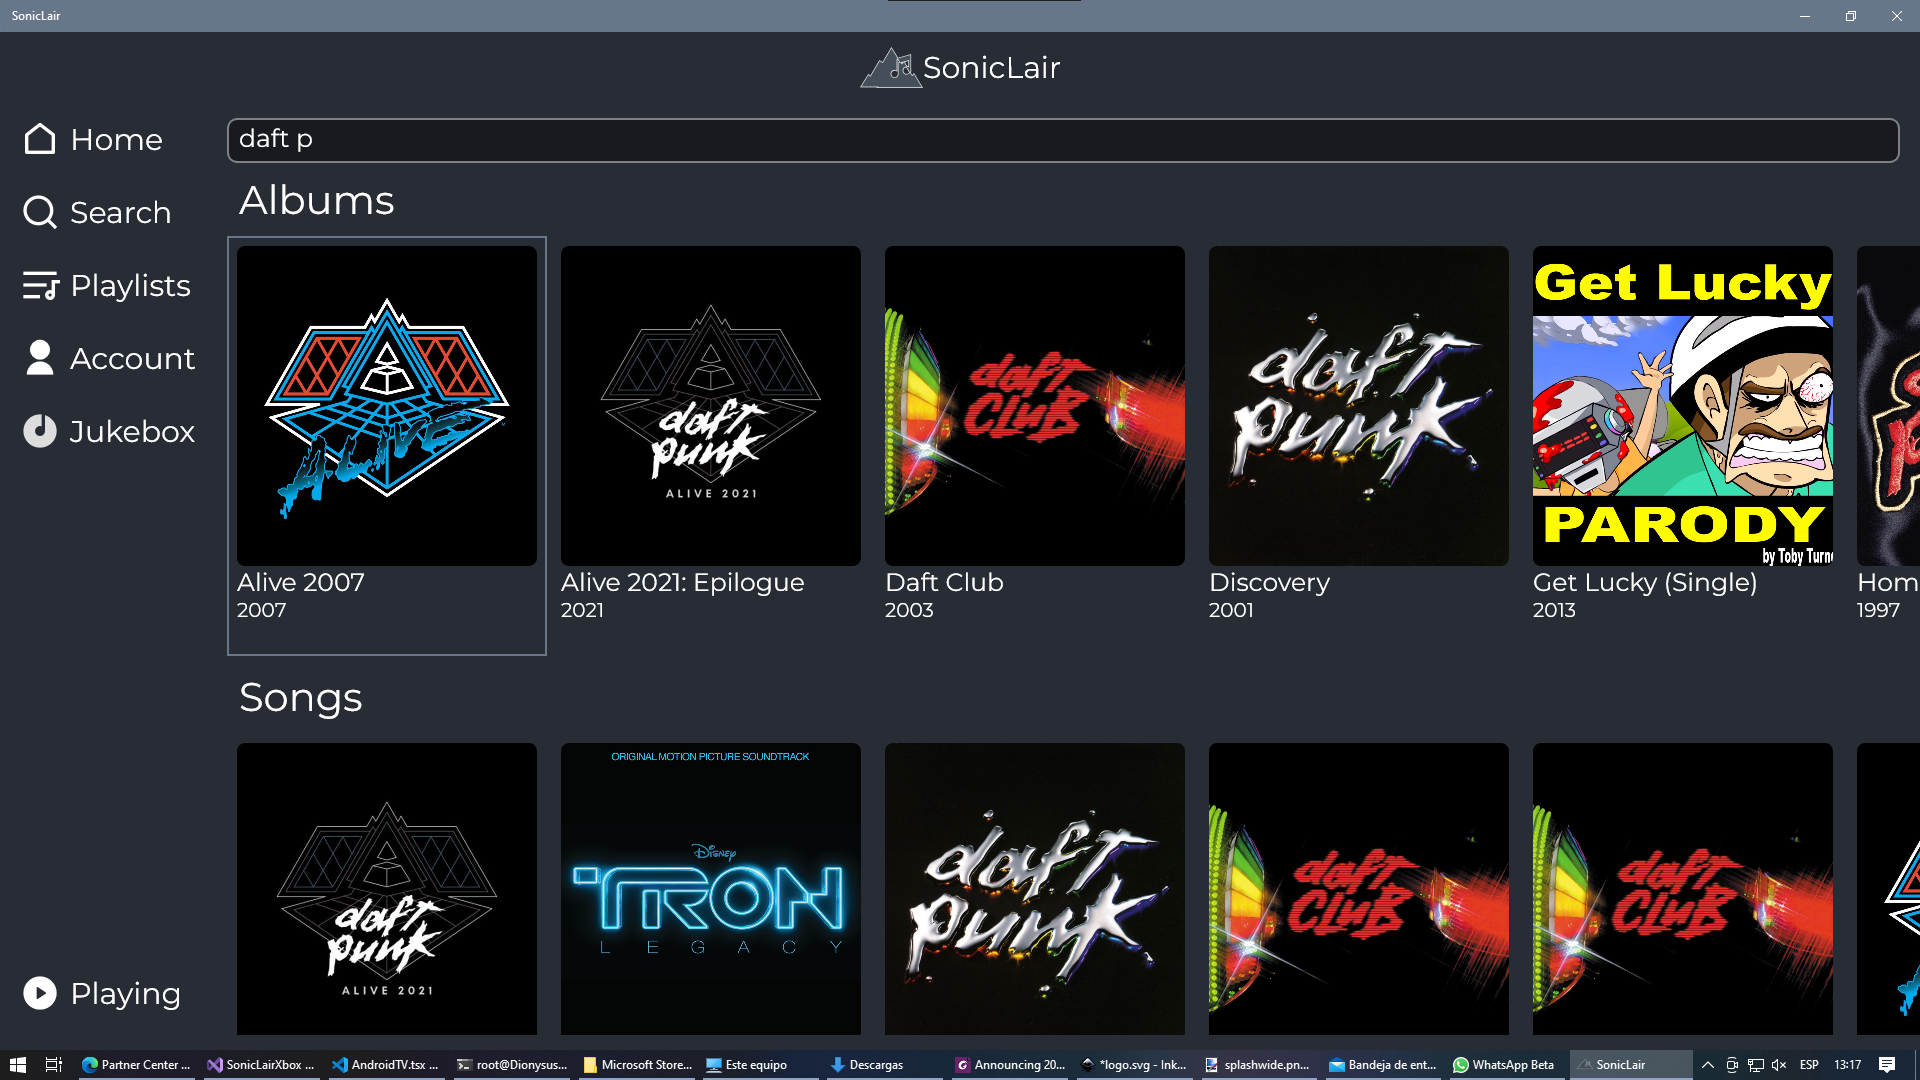 SonicLair
SonicLair
Home
Search
Playlists
Account
Jukebox
Playing
daft p
Albums
ALIVE
daft
punk
ALIVE 2021
daft
CLUB
daft
punk
Get Lucky
PARODY
by Toby Turne
Alive 2007
2007
Alive 2021: Epilogue
2021
Daft Club
2003
Discovery
2001
Get Lucky (Single)
2013
Hom
1997
Songs
daft
punk
ALIVE 2021
ORIGINAL MOTION PICTURE SOUNDTRACK
DISNEY
TRON
LEGACY
daft
punk
daft
CLUB
daft
CLUB
Partner Center ...
SonicLairXbox ...
AndroidTV.tsx ...
root@Dionysus...
Microsoft Store...
Este equipo
Descargas
Announcing 20...
*logo.svg - Ink...
splashwide.pn...
Bandeja de ent...
WhatsApp Beta
SonicLair
ESP
13:17